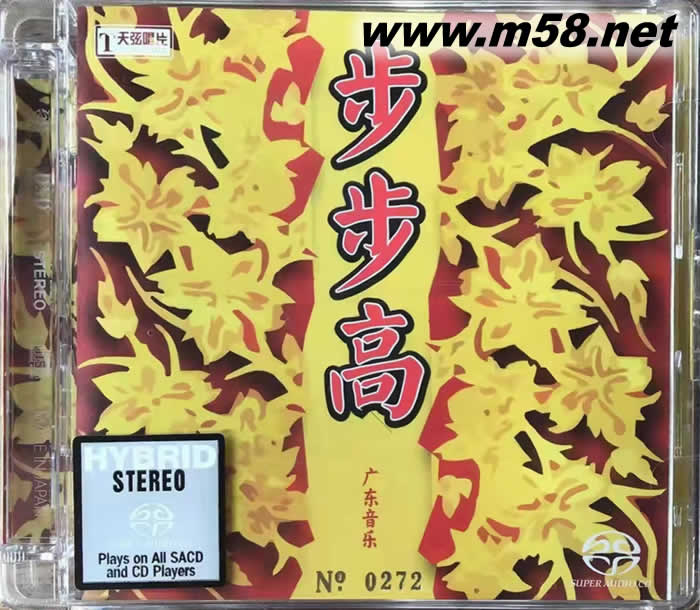 www.m58.net
天弦唱片
步步高
广东音乐
Nº 0272
STEREO
HYBRID
STEREO
Plays on All SACD
and CD Players
SUPER AUDIO CD